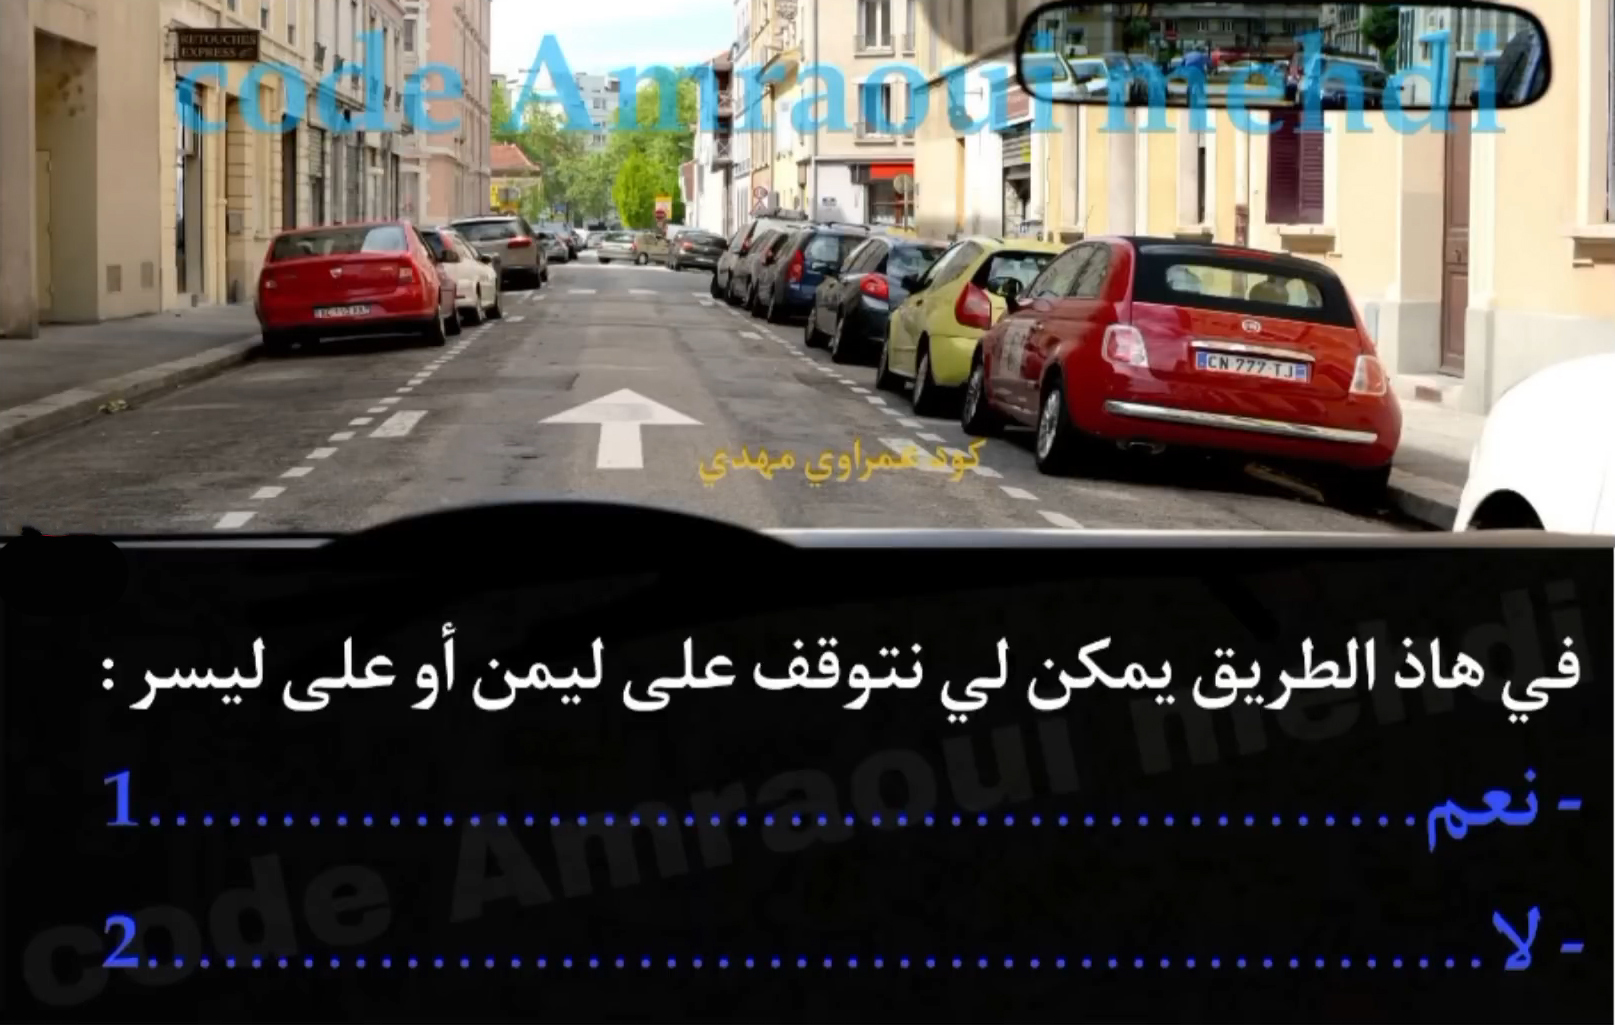 RETOUCHES
EXPRESS
code Amraoui mehdi
CN 777 TJ
كود عمراوي مهدي
في هاذ الطريق يمكن لي نتوقف على ليمن أو على ليسر :
- نعم..................................................1
- لا..................................................2
code Amraoui mehdi